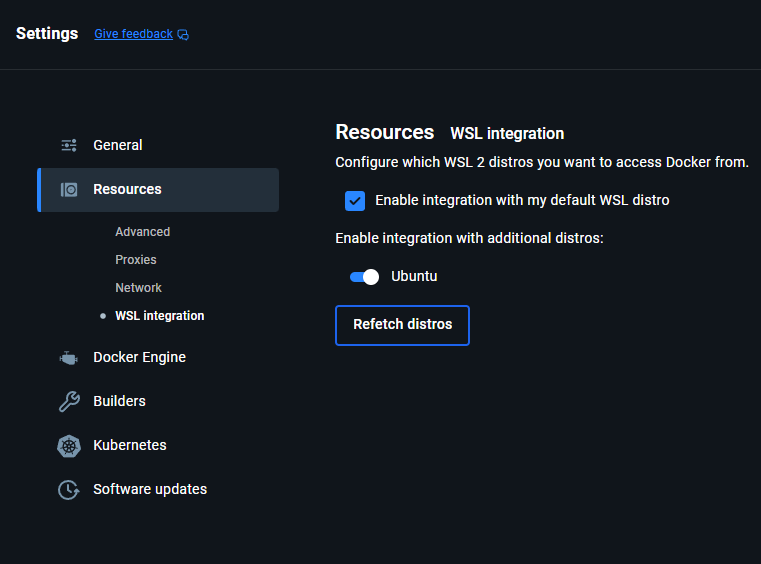 Settings Give feedback
General
Resources
Advanced
Proxies
Network
WSL integration
Docker Engine
Builders
Kubernetes
Software updates
Resources WSL integration
Configure which WSL 2 distros you want to access Docker from.
Enable integration with my default WSL distro
Enable integration with additional distros:
Ubuntu
Refetch distros